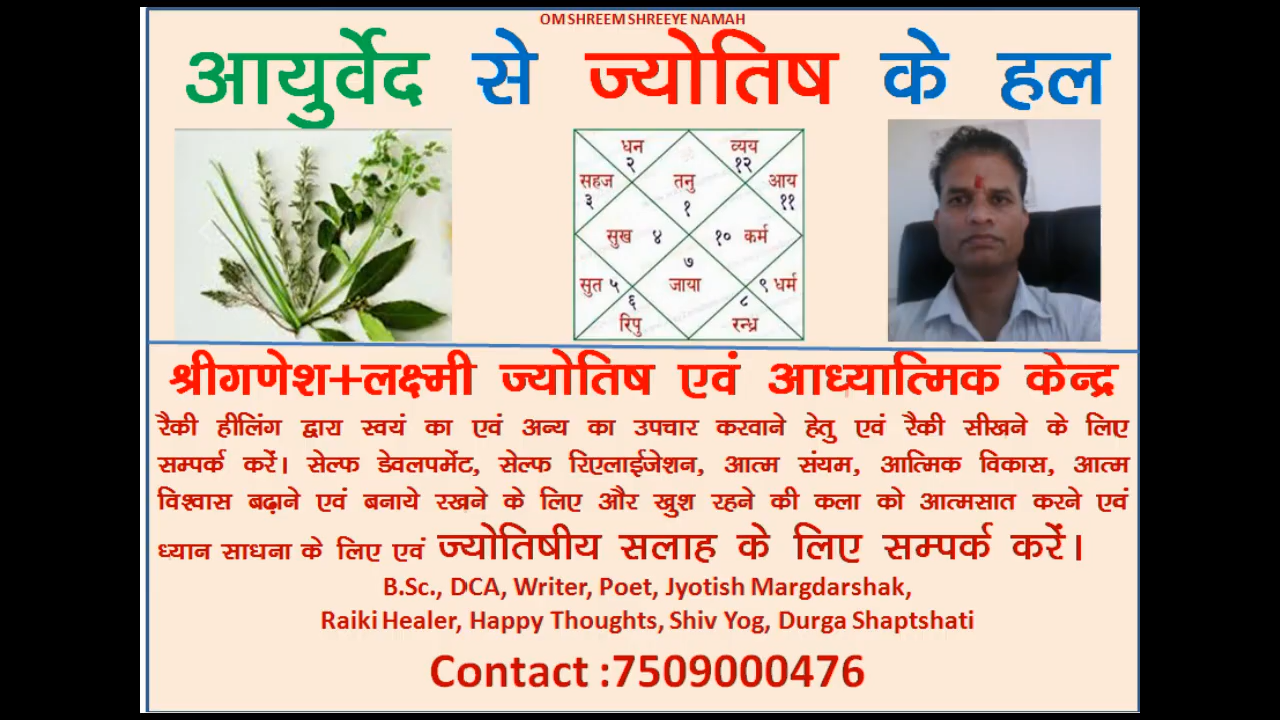 OM SHREEM SHREEYE NAMAH
आयुर्वेद से ज्योतिष के हल
धन
२
व्यय
१२
सहज
३
तनु
१
आय
११
सुख ४
१० कर्म
७
जाया
सुत ५
९ धर्म
६
रिपु
८
रन्ध्र
श्रीगणेश+लक्ष्मी ज्योतिष एवं आध्यात्मिक केन्द्र
रैकी हीलिंग द्वारा स्वयं का एवं अन्य का उपचार करवाने हेतु एवं रैकी सीखने के लिए
सम्पर्क करें। सेल्फ डेवलपमेंट, सेल्फ रिएलाईजेशन, आत्म संयम, आत्मिक विकास, आत्म
विश्वास बढ़ाने एवं बनाये रखने के लिए और खुश रहने की कला को आत्मसात करने एवं
ध्यान साधना के लिए एवं ज्योतिषीय सलाह के लिए सम्पर्क करें।
B.Sc., DCA, Writer, Poet, Jyotish Margdarshak,
Raiki Healer, Happy Thoughts, Shiv Yog, Durga Shaptshati
Contact :7509000476